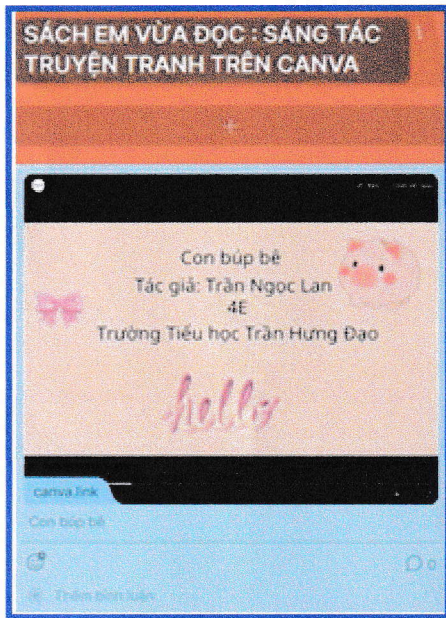 SÁCH EM VỪA ĐỌC : SÁNG TÁC
TRUYỆN TRANH TRÊN CANVA
+
Con búp bê
Tác giả: Trần Ngọc Lan
4E
Trường Tiểu học Trần Hưng Đạo
hello
canva.link
Con búp bê
0
Thêm bình luận